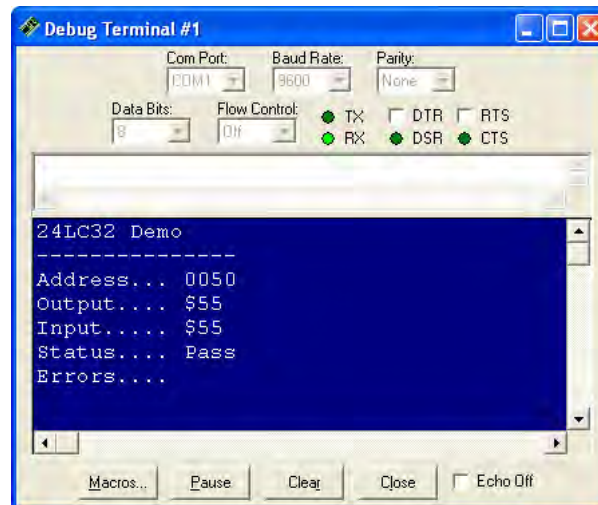 Debug Terminal #1
Com Port: Baud Rate: Parity:
COM1 9600 None
Data Bits: Flow Control: TX DTR RTS
8 Off RX DSR CTS
24LC32 Demo
---------------
Address... 0050
Output.... $55
Input..... $55
Status.... Pass
Errors....
Macros... Pause Clear Close Echo Off